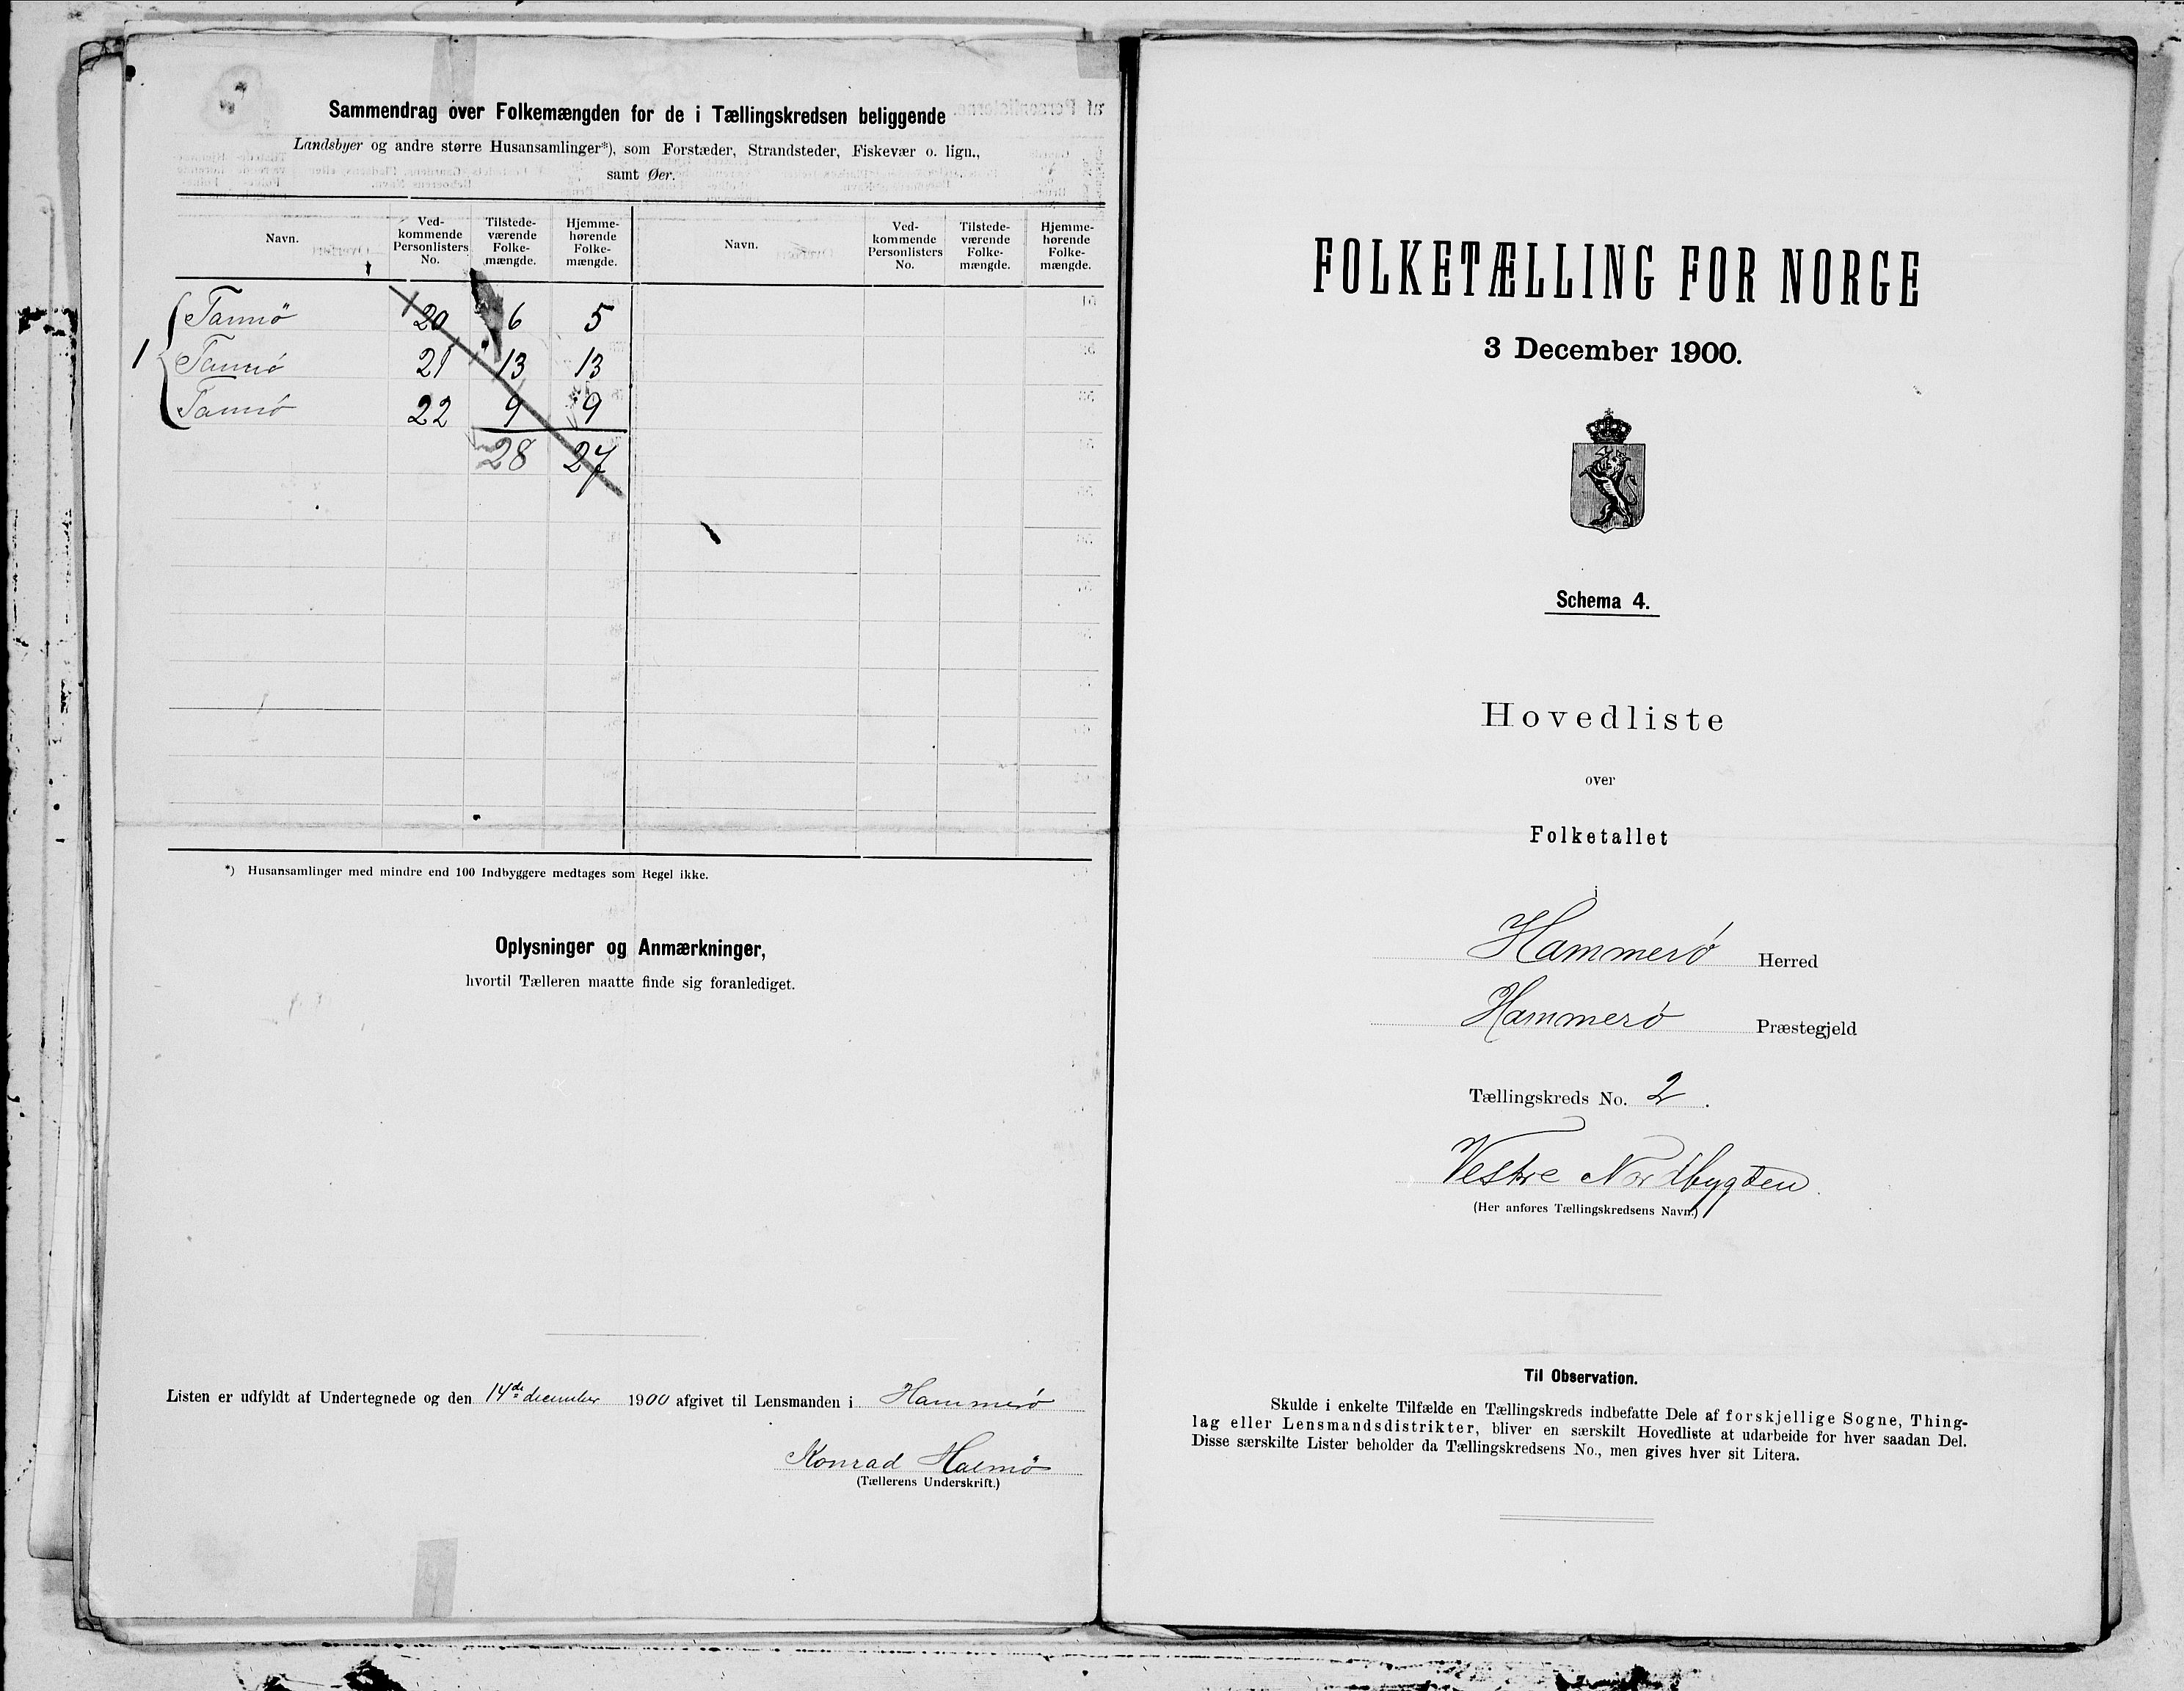 Sammendrag over Folkemængden for de i Tællingskredsen beliggende
Landsbyer og andre større Husansamlinger*), som Forstæder, Strandsteder, Fiskevær o. lign.,
samt Øer.
Navn. Ved-kommende Personlisters No. Tilstede-værende Folke-mængde. Hjemme-hørende Folke-mængde. Navn. Ved-kommende Personlisters No. Tilstede-værende Folke-mængde. Hjemme-hørende Folke-mængde.
Tannö 20 6 5
1 Tannö 21 13 13
Tannö 22 9 9
28 27
*) Husansamlinger med mindre end 100 Indbyggere medtages som Regel ikke.
Oplysninger og Anmærkninger,
hvortil Tælleren maatte finde sig foranlediget.
Listen er udfyldt af Undertegnede og den 14de december 1900 afgivet til Lensmanden i Hammerø
Konrad
(Tællerens Underskrift.)
FOLKETÆLLING FOR NORGE
3 December 1900.
Schema 4.
Hovedliste
over
Folketallet
i
Hammerø Herred
Hammerø Præstegjeld
Tællingskreds No. 2.
Vestre Nordbygden.
(Her anføres Tællingskredsens Navn.)
Til Observation.
Skulde i enkelte Tilfælde en Tællingskreds indbefatte Dele af forskjellige Sogne, Thing-
lag eller Lensmandsdistrikter, bliver en særskilt Hovedliste at udarbeide for hver saadan Del.
Disse særskilte Lister beholder da Tællingskredsens No., men gives hver sit Litera.